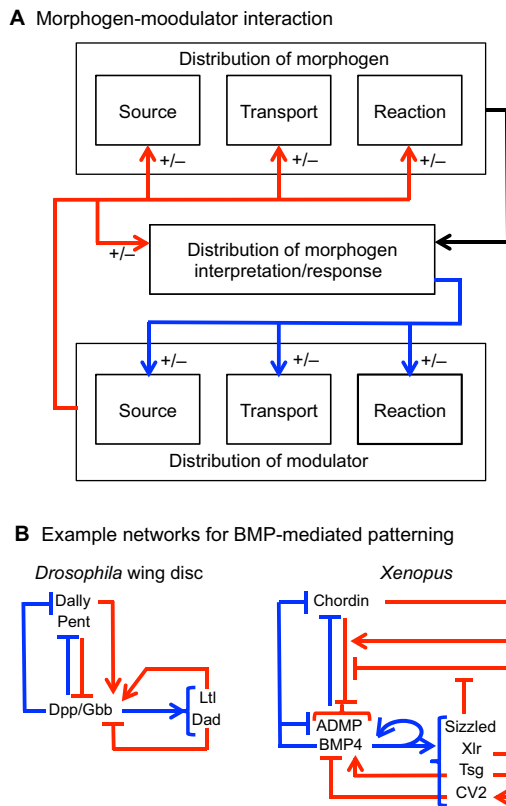 A Morphogen-moodulator interaction
Distribution of morphogen
Source Transport Reaction
+/– +/– +/–
+/–
Distribution of morphogen
interpretation/response
+/– +/– +/–
Source Transport Reaction
Distribution of modulator
B Example networks for BMP-mediated patterning
Drosophila wing disc
Dally
Pent
Dpp/Gbb
Ltl
Dad
Xenopus
Chordin
ADMP
BMP4
Sizzled
Xlr
Tsg
CV2